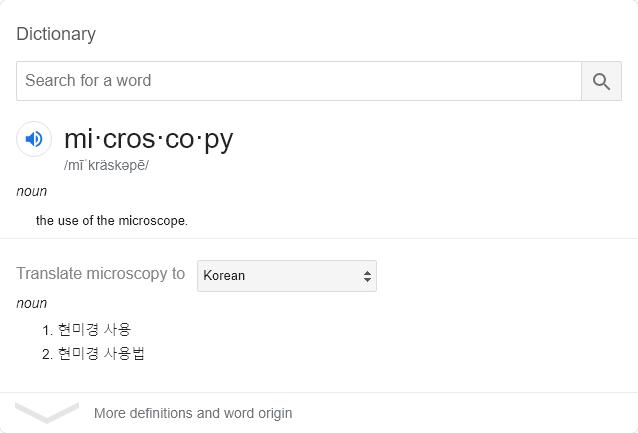 Dictionary
Search for a word
mi·cros·co·py
/mīˈkräskəpē/
noun
the use of the microscope.
Translate microscopy to Korean
noun
1. 현미경 사용
2. 현미경 사용법
More definitions and word origin